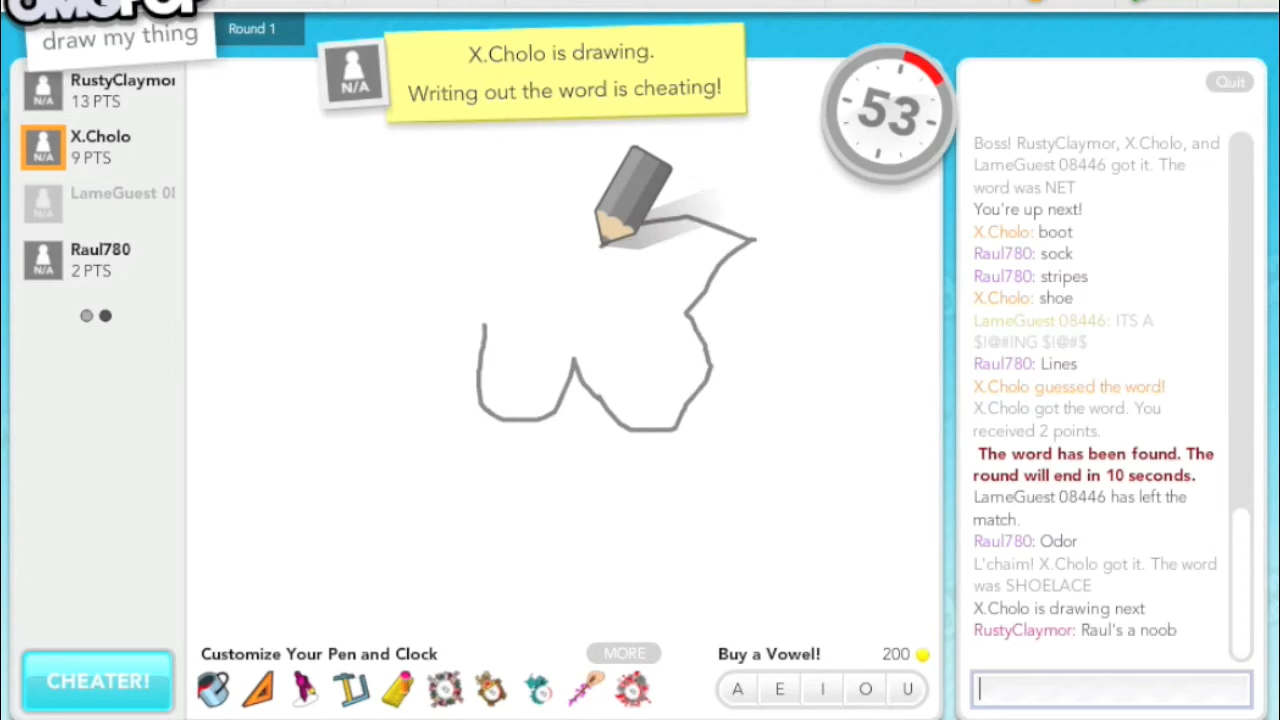 OMGPOP
draw my thing
Round 1
X.Cholo is drawing.
Writing out the word is cheating!
N/A
53
RustyClaymor
13 PTS
N/A
X.Cholo
9 PTS
N/A
LameGuest 08
N/A
Raul780
2 PTS
N/A
Quit
Boss! RustyClaymor, X.Cholo, and
LameGuest 08446 got it. The
word was NET
You're up next!
X.Cholo: boot
Raul780: sock
Raul780: stripes
X.Cholo: shoe
LameGuest 08446: ITS A
$!@#ING $!@#$
Raul780: Lines
X.Cholo guessed the word!
X.Cholo got the word. You
received 2 points.
The word has been found. The
round will end in 10 seconds.
LameGuest 08446 has left the
match.
Raul780: Odor
L'chaim! X.Cholo got it. The word
was SHOELACE
X.Cholo is drawing next
RustyClaymor: Raul's a noob
CHEATER!
Customize Your Pen and Clock
MORE
Buy a Vowel!
200
A E I O U